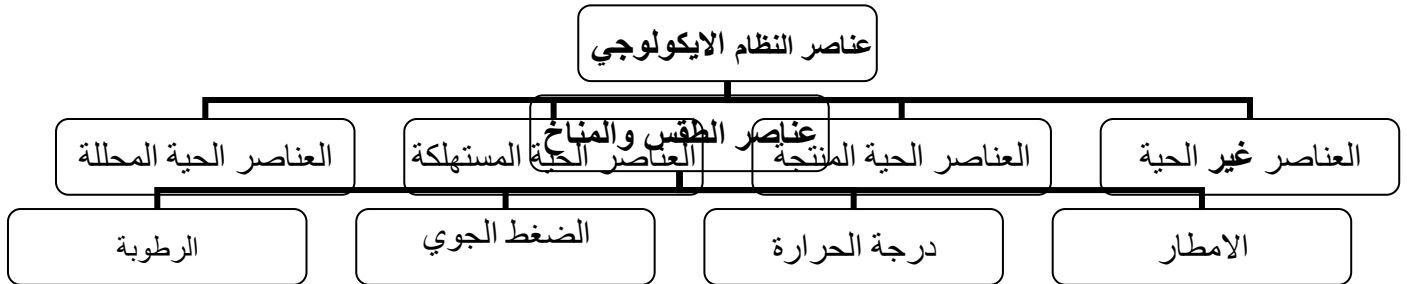 عناصر النظام الايكولوجي
عناصر الطقس والمناخ
العناصر غير الحية
العناصر الحية المنتجة
العناصر الحية المستهلكة
العناصر الحية المحللة
الامطار
درجة الحرارة
الضغط الجوي
الرطوبة